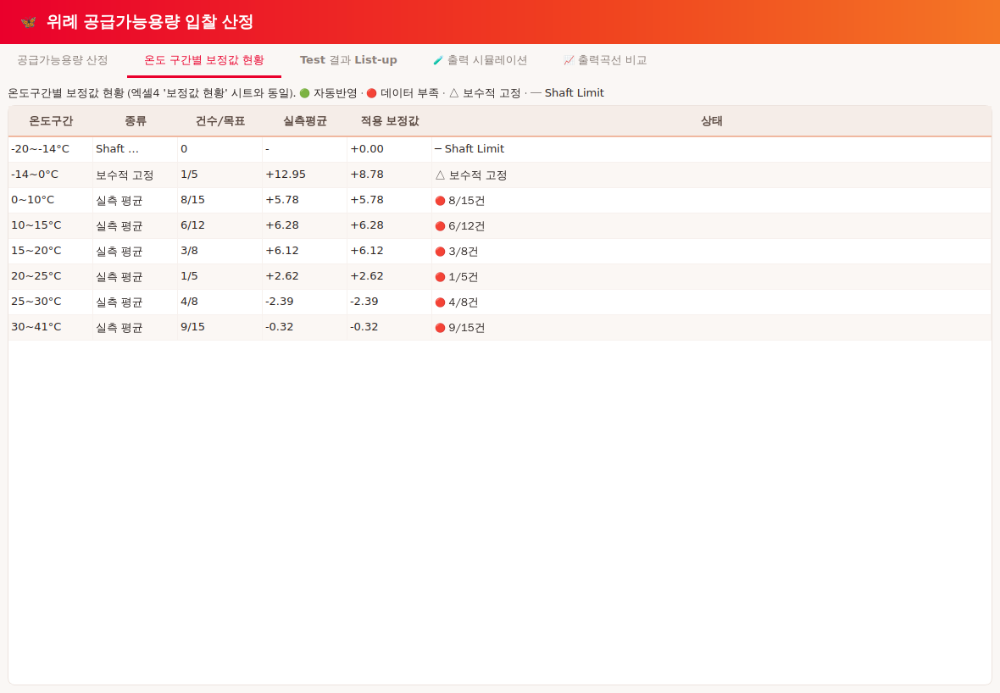 🦋 위례 공급가능용량 입찰 산정
공급가능용량 산정 온도 구간별 보정값 현황 Test 결과 List-up 🧪 출력 시뮬레이션 📈 출력곡선 비교
온도구간별 보정값 현황 (엑셀4 '보정값 현황' 시트와 동일). 🟢 자동반영 · 🔴 데이터 부족 · △ 보수적 고정 · — Shaft Limit
온도구간 종류 건수/목표 실측평균 적용 보정값 상태
-20~-14°C Shaft ... 0 - +0.00 — Shaft Limit
-14~0°C 보수적 고정 1/5 +12.95 +8.78 △ 보수적 고정
0~10°C 실측 평균 8/15 +5.78 +5.78 🔴 8/15건
10~15°C 실측 평균 6/12 +6.28 +6.28 🔴 6/12건
15~20°C 실측 평균 3/8 +6.12 +6.12 🔴 3/8건
20~25°C 실측 평균 1/5 +2.62 +2.62 🔴 1/5건
25~30°C 실측 평균 4/8 -2.39 -2.39 🔴 4/8건
30~41°C 실측 평균 9/15 -0.32 -0.32 🔴 9/15건